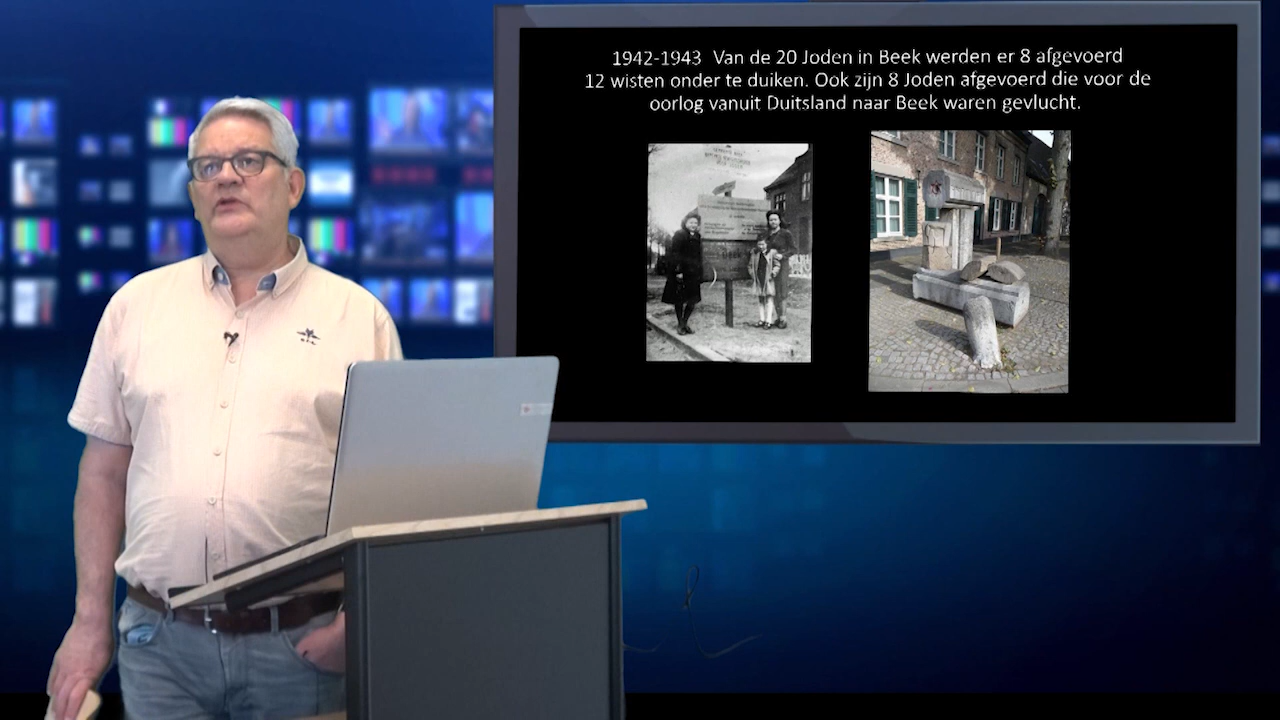 1942-1943 Van de 20 Joden in Beek werden er 8 afgevoerd
12 wisten onder te duiken. Ook zijn 8 Joden afgevoerd die voor de
oorlog vanuit Duitsland naar Beek waren gevlucht.